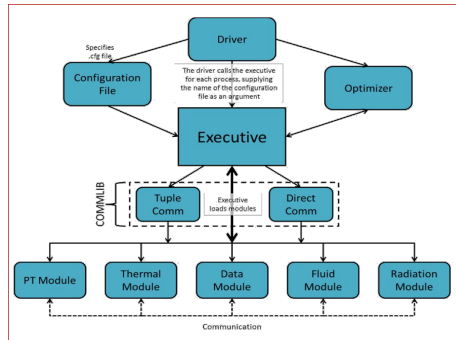 Driver
Specifies
.cfg file
Configuration
File
The driver calls the executive
for each process, supplying
the name of the configuration
file as an argument
Optimizer
Executive
COMMLIB
Tuple
Comm
Executive
loads modules
Direct
Comm
PT Module
Thermal
Module
Data
Module
Fluid
Module
Radiation
Module
Communication